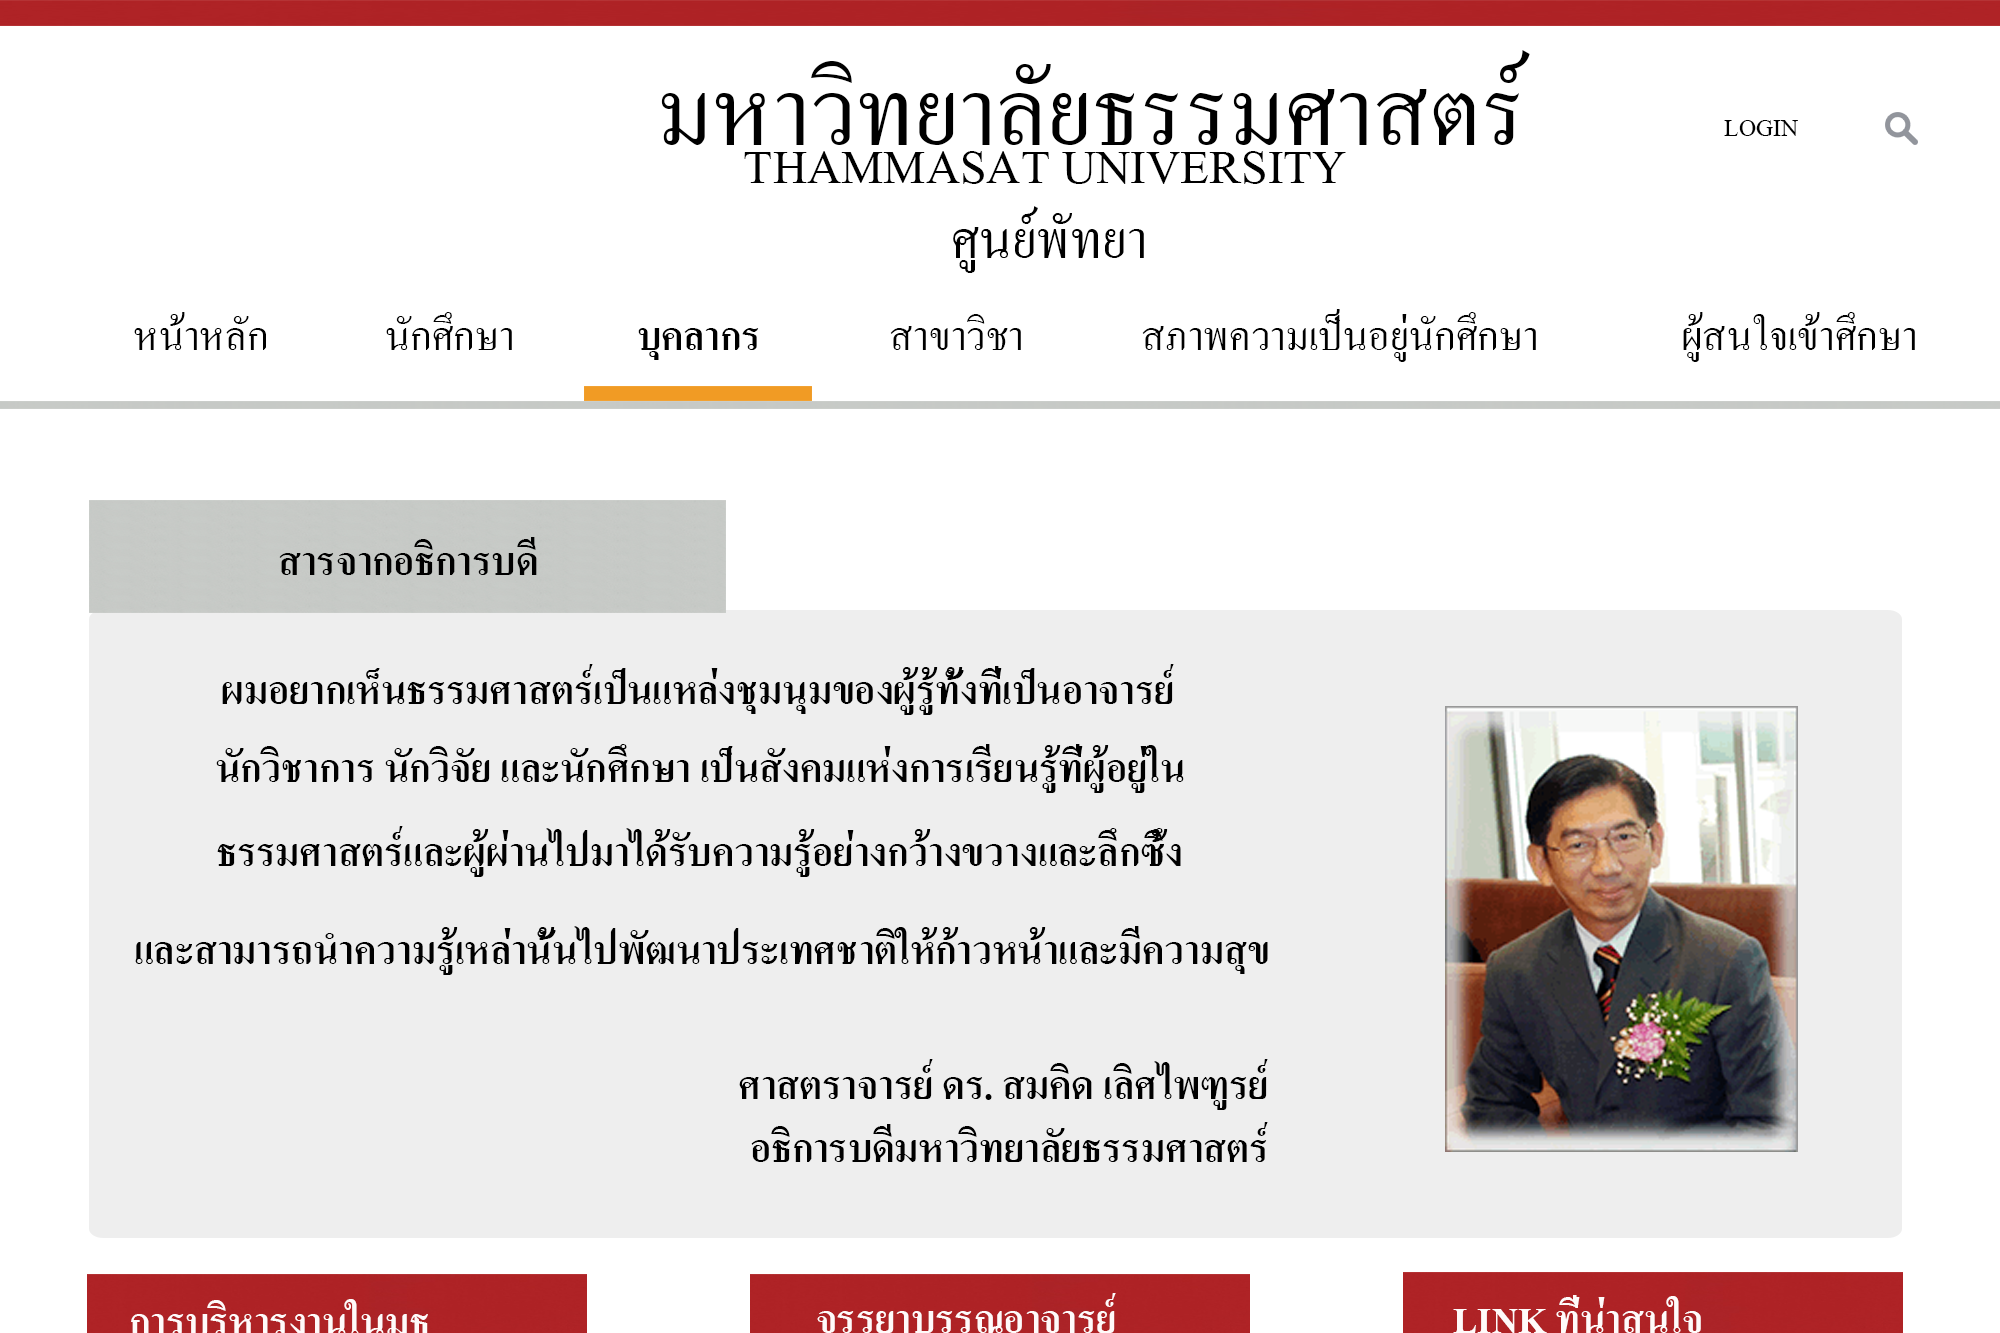 มหาวิทยาลัยธรรมศาสตร์
THAMMASAT UNIVERSITY
ศูนย์พัทยา
LOGIN
หน้าหลัก นักศึกษา บุคลากร สาขาวิชา สภาพความเป็นอยู่นักศึกษา ผู้สนใจเข้าศึกษา
สารจากอธิการบดี
ผมอยากเห็นธรรมศาสตร์เป็นแหล่งชุมนุมของผู้รู้ทั้งที่เป็นอาจารย์
นักวิชาการ นักวิจัย และนักศึกษา เป็นสังคมแห่งการเรียนรู้ที่ผู้อยู่ใน
ธรรมศาสตร์และผู้ผ่านไปมาได้รับความรู้อย่างกว้างขวางและลึกซึ้ง
และสามารถนำความรู้เหล่านั้นไปพัฒนาประเทศชาติให้ก้าวหน้าและมีความสุข
ศาสตราจารย์ ดร. สมคิด เลิศไพฑูรย์
อธิการบดีมหาวิทยาลัยธรรมศาสตร์
การบริหารงานในมธ จรรยาบรรณอาจารย์ LINK ที่น่าสนใจ